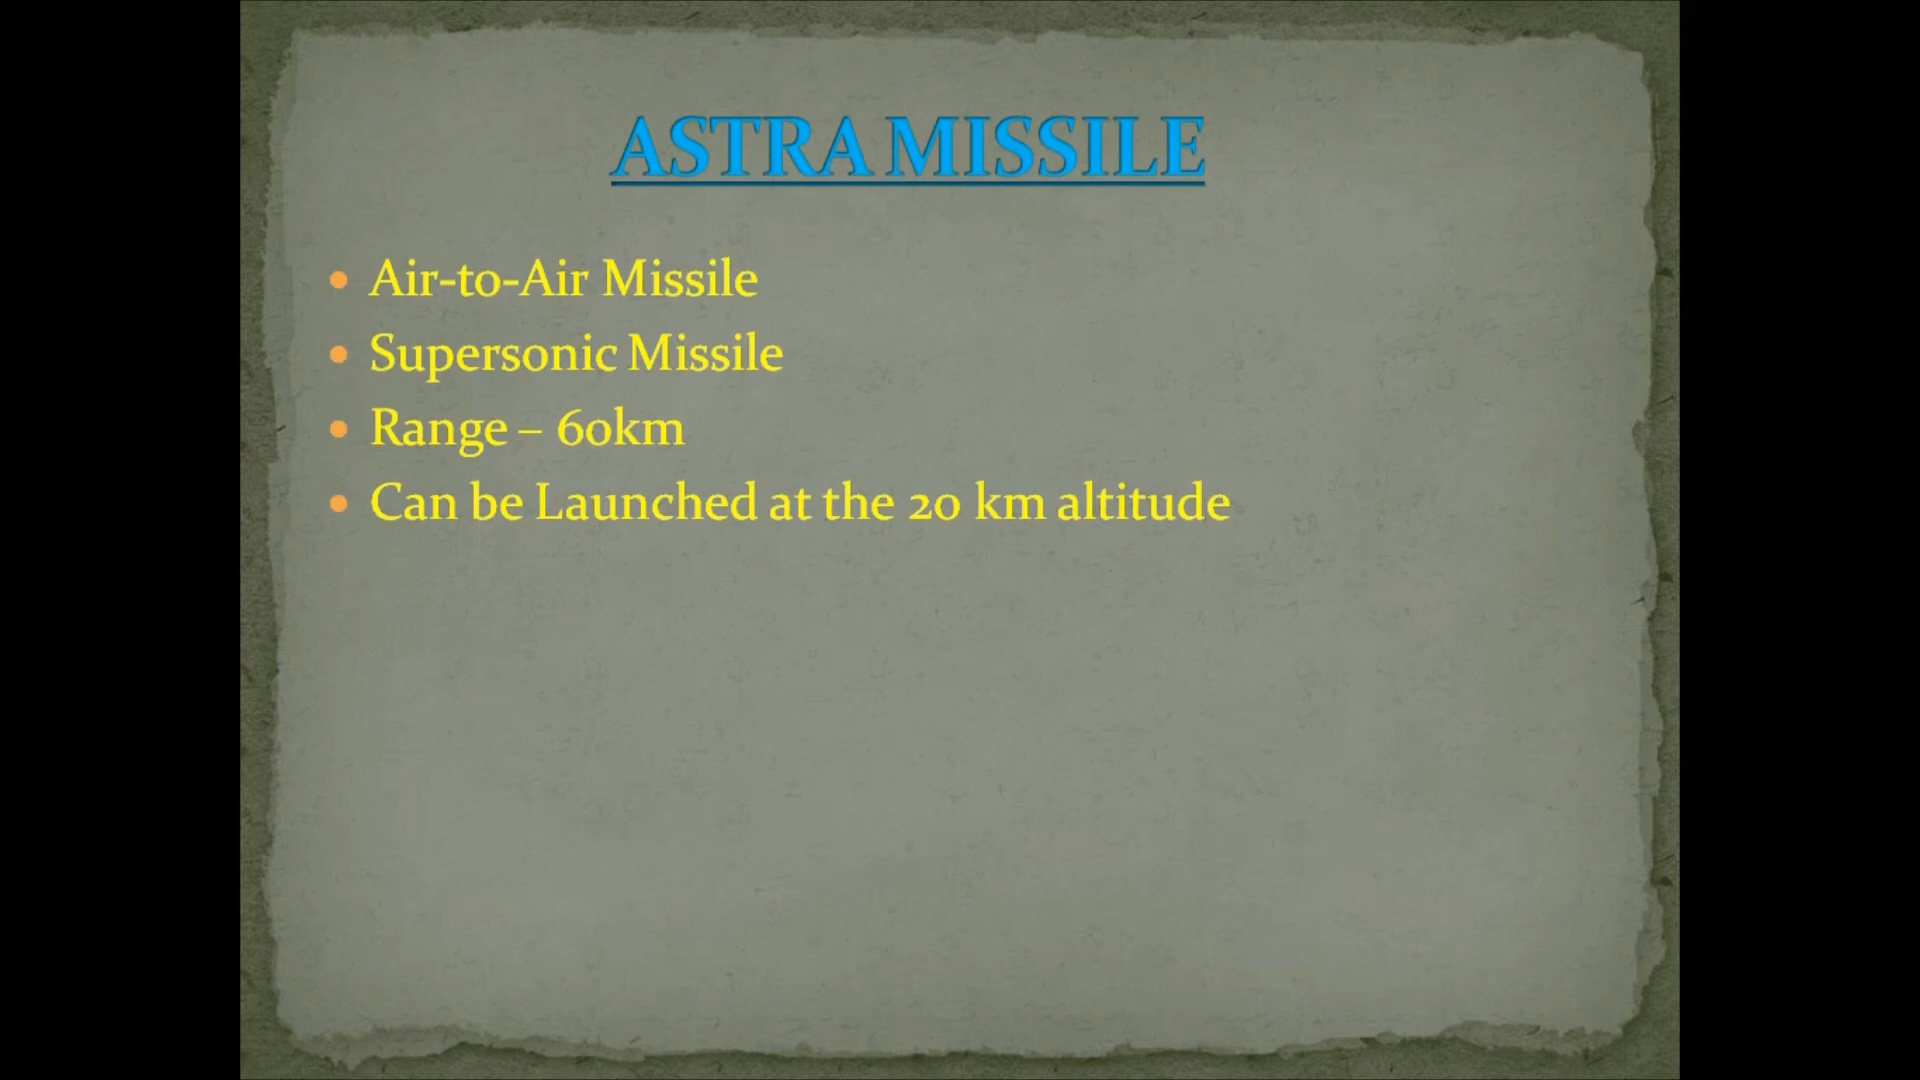 ASTRA MISSILE
• Air-to-Air Missile
• Supersonic Missile
• Range – 60km
• Can be Launched at the 20 km altitude